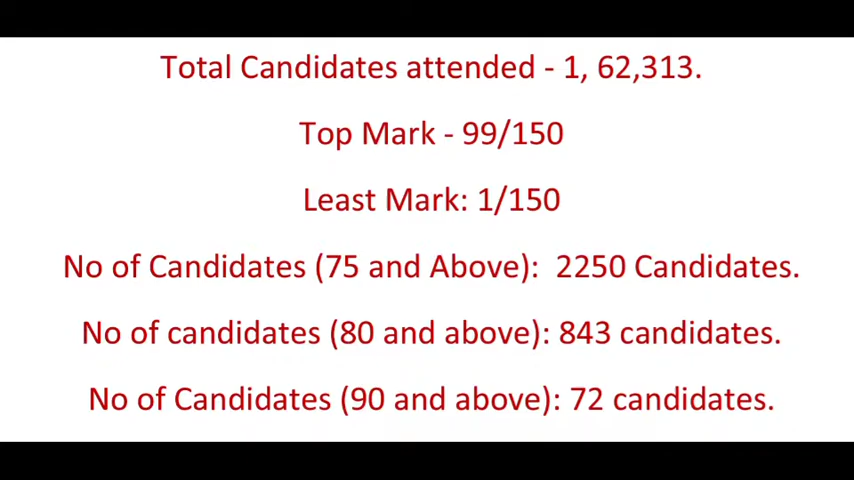 Total Candidates attended - 1, 62,313.
Top Mark - 99/150
Least Mark: 1/150
No of Candidates (75 and Above):  2250 Candidates.
No of candidates (80 and above): 843 candidates.
No of Candidates (90 and above): 72 candidates.